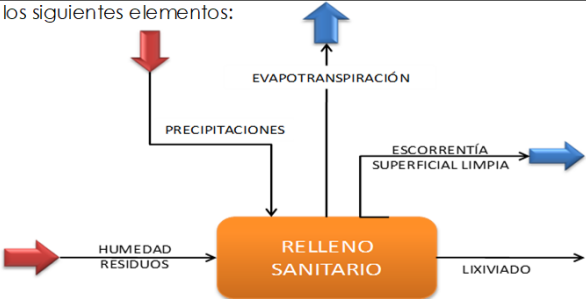 los siguientes elementos:
EVAPOTRANSPIRACIÓN
PRECIPITACIONES
ESCORRENTÍA
SUPERFICIAL LIMPIA
HUMEDAD
RESIDUOS
RELLENO
SANITARIO
LIXIVIADO